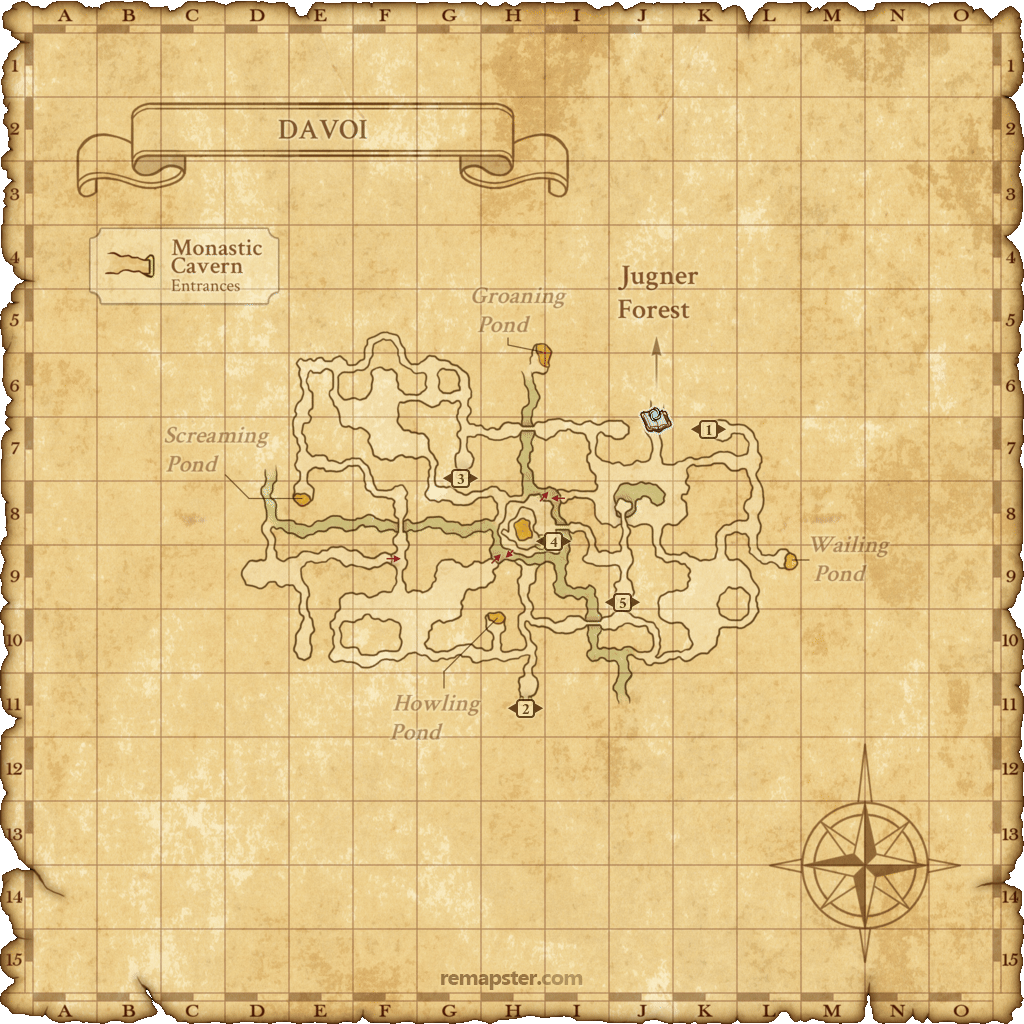 A B C D E F G H I J K L M N O
1 1
2 2
DAVOI
3 3
4 4
Monastic
Cavern
Entrances
Jugner
Forest
Groaning
Pond
5 5
6 6
1
7 7
Screaming
Pond
3
8 8
4
Wailing
Pond
9 9
5
10 10
Howling
Pond
2
11 11
12 12
13 13
14 14
15 15
remapster.com
A B C D E F G H I J K L M N O